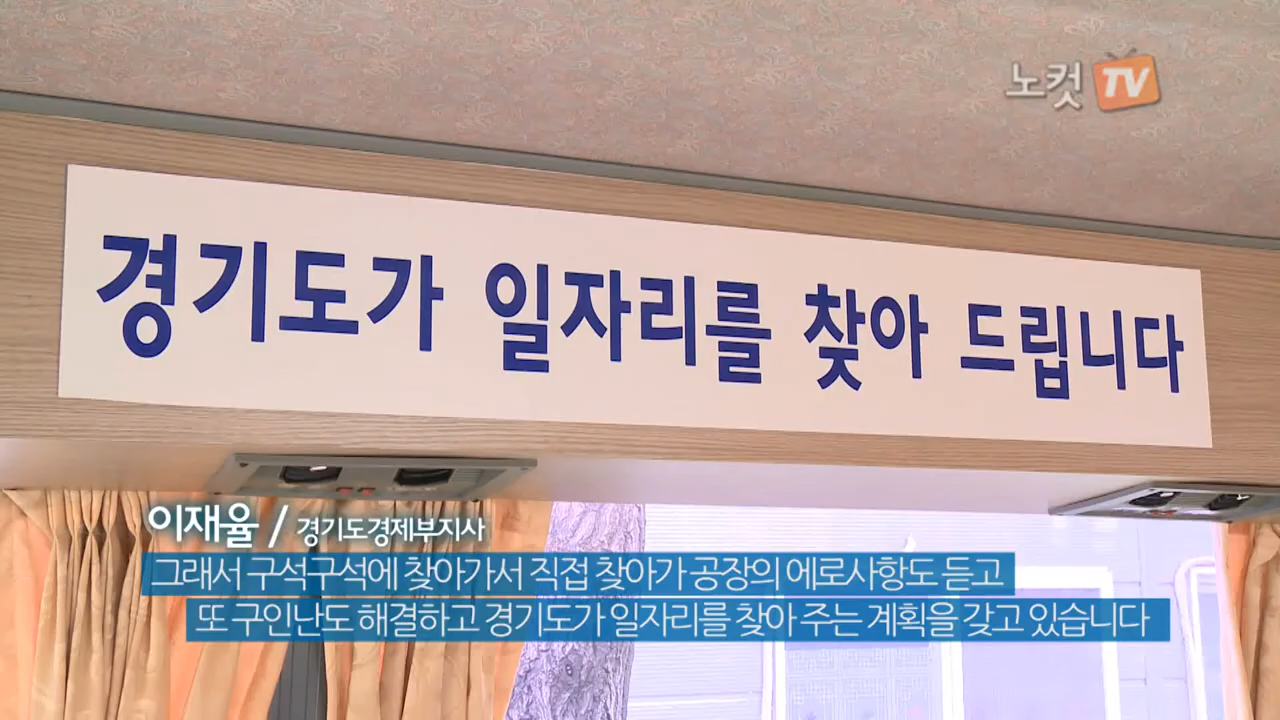 노컷 TV
경기도가 일자리를 찾아 드립니다
이재율 / 경기도경제부지사
그래서 구석구석에 찾아가서 직접 찾아가 공장의 에로사항도 듣고
또 구인난도 해결하고 경기도가 일자리를 찾아 주는 계획을 갖고 있습니다